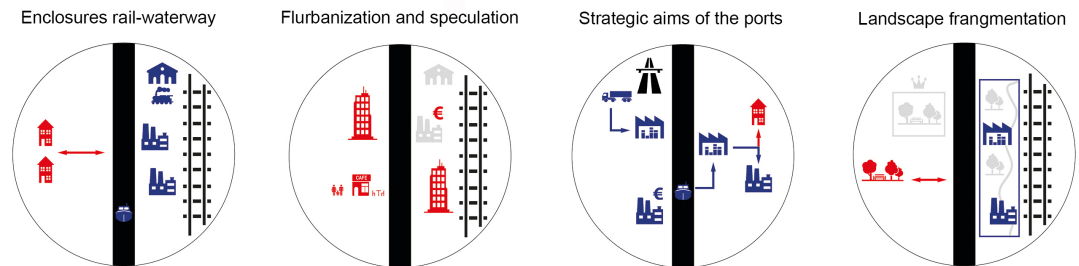 Enclosures rail-waterway
Flurbanization and speculation
Strategic aims of the ports
Landscape frangmentation
€
CAFE
€